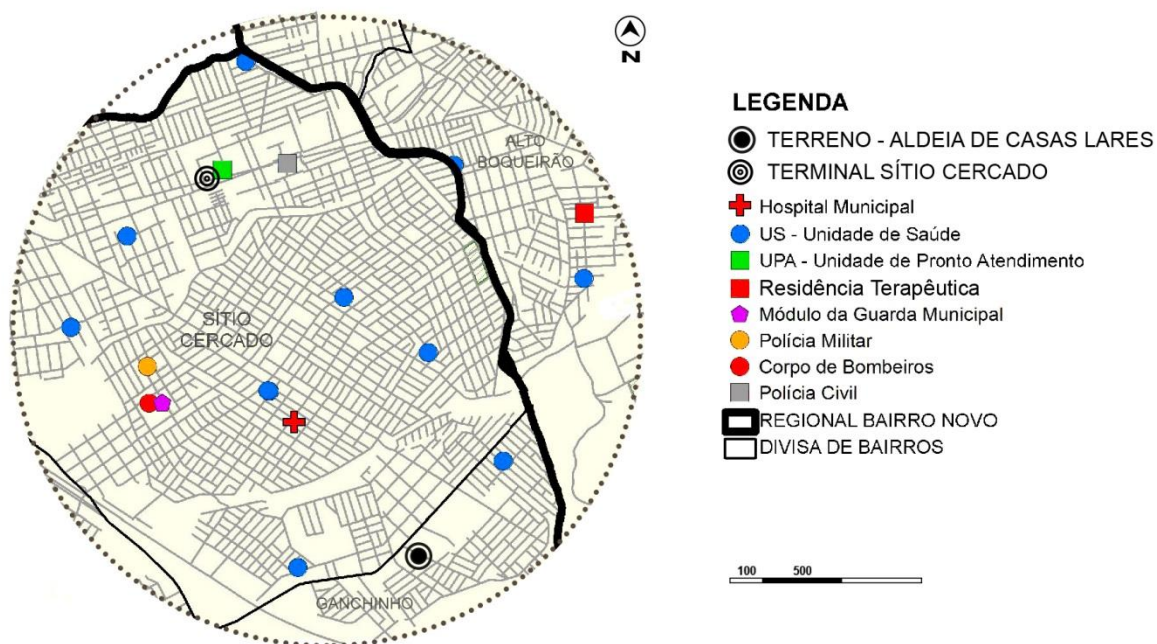 N
ALTO
BOQUEIRÃO
SÍTIO
CERCADO
GANCHINHO
LEGENDA
TERRENO - ALDEIA DE CASAS LARES
TERMINAL SÍTIO CERCADO
Hospital Municipal
US - Unidade de Saúde
UPA - Unidade de Pronto Atendimento
Residência Terapêutica
Módulo da Guarda Municipal
Polícia Militar
Corpo de Bombeiros
Polícia Civil
REGIONAL BAIRRO NOVO
DIVISA DE BAIRROS
100 500